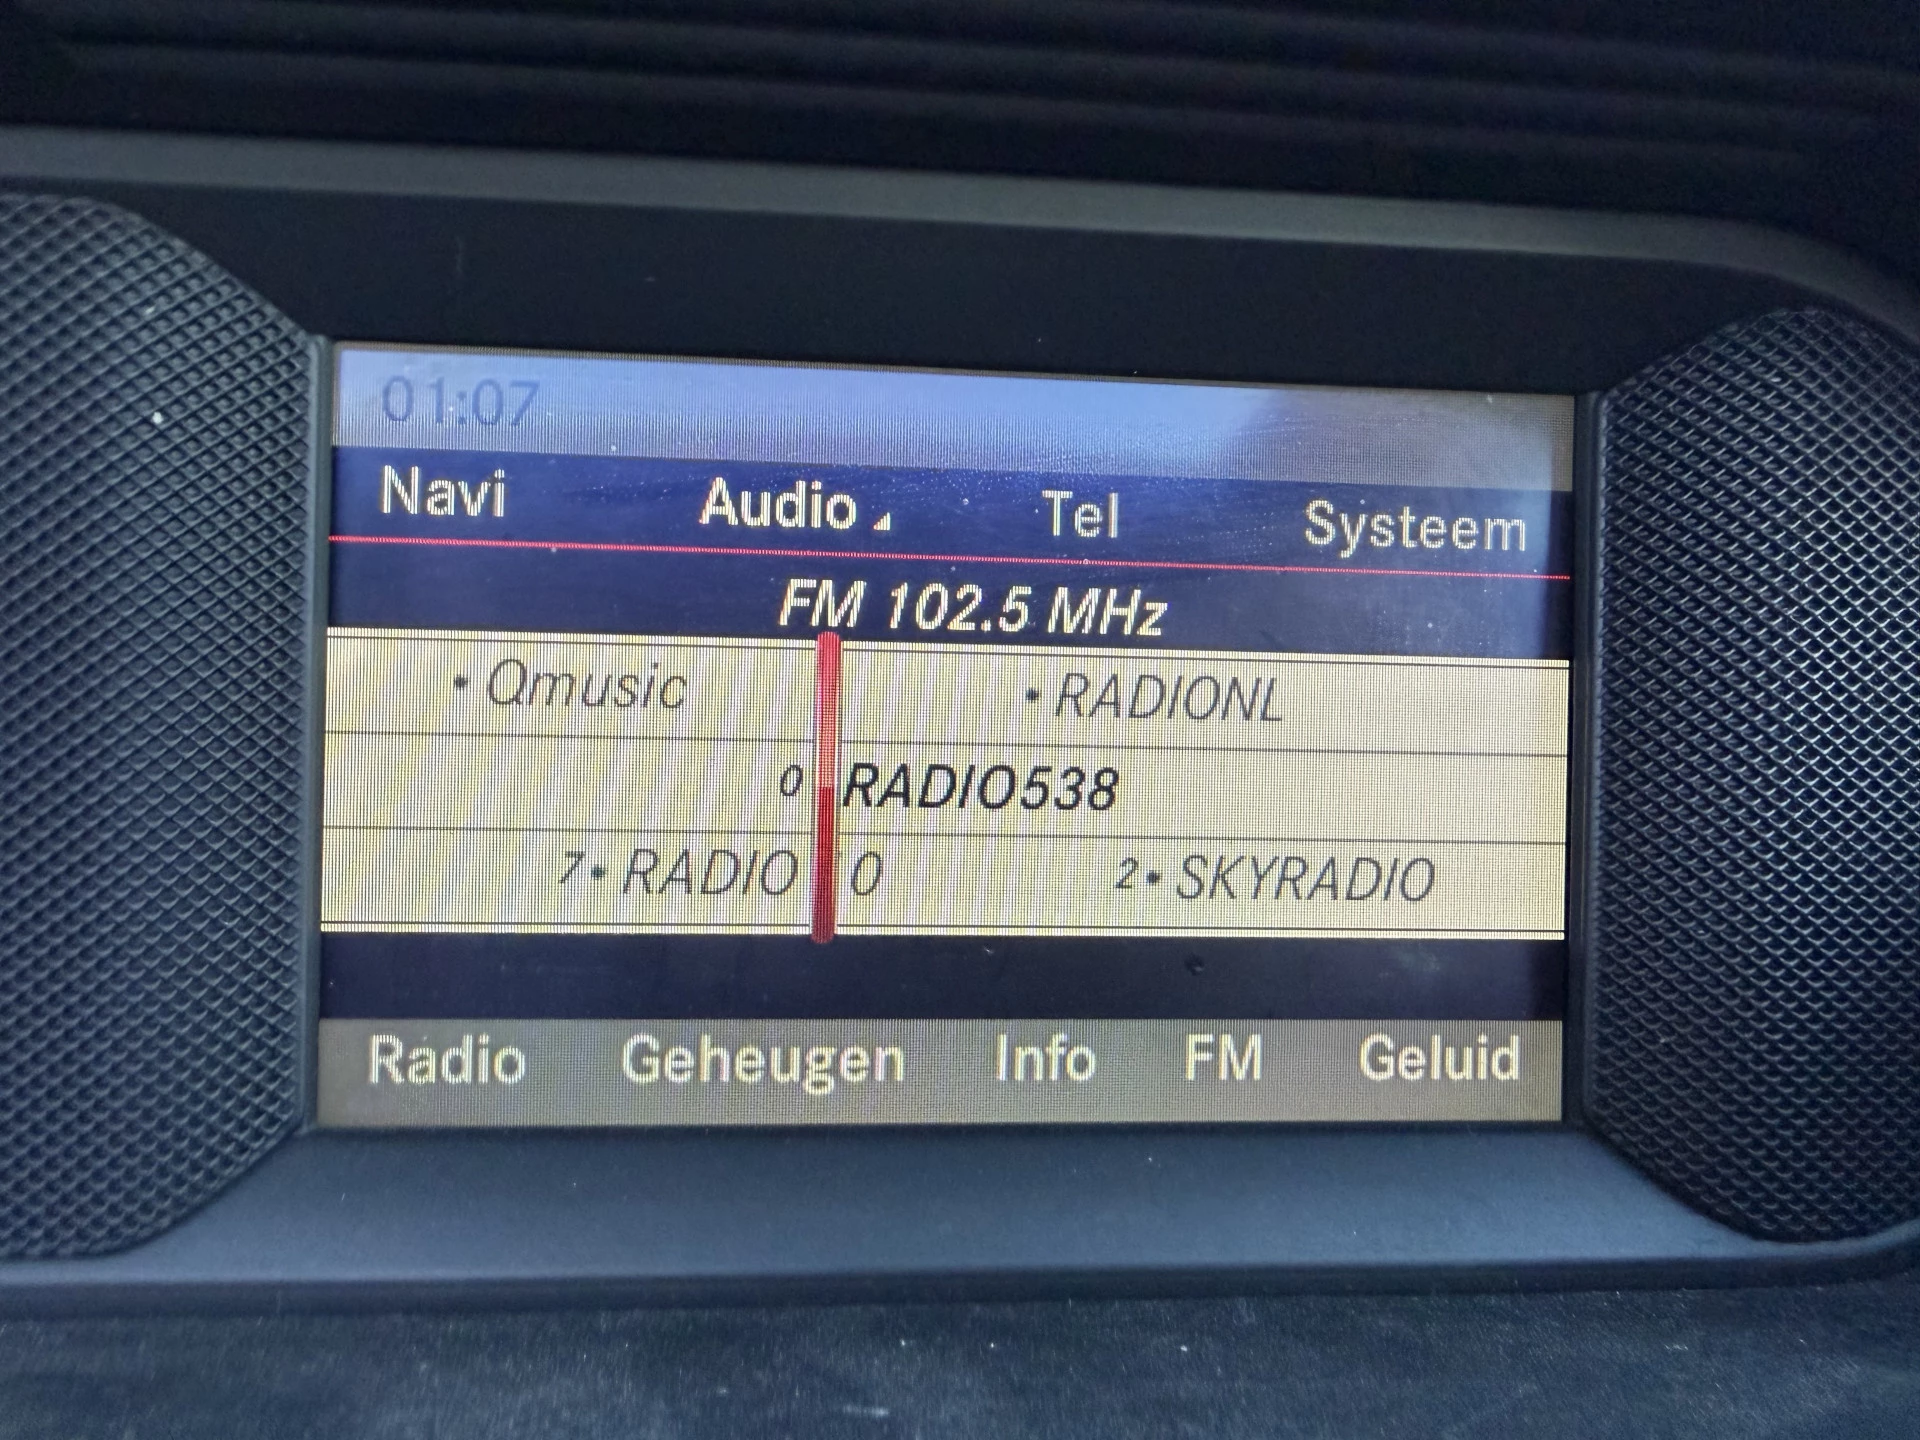 01:07
Navi Audio Tel Systeem
FM 102.5 MHz
• Qmusic • RADIONL
0 RADIO538
7• RADIO 0 2• SKYRADIO
Radio Geheugen Info FM Geluid